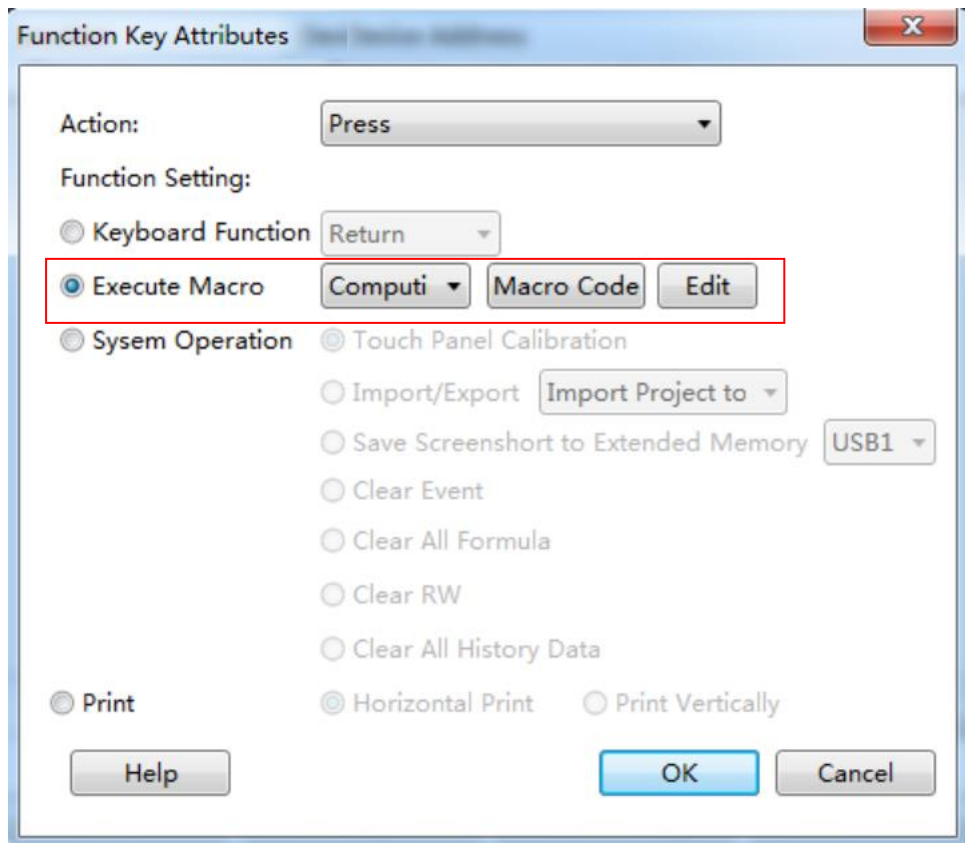 Function Key Attributes
Action: Press
Function Setting:
Keyboard Function Return
Execute Macro Computi Macro Code Edit
Sysem Operation Touch Panel Calibration
Import/Export Import Project to
Save Screenshort to Extended Memory USB1
Clear Event
Clear All Formula
Clear RW
Clear All History Data
Print Horizontal Print Print Vertically
Help OK Cancel